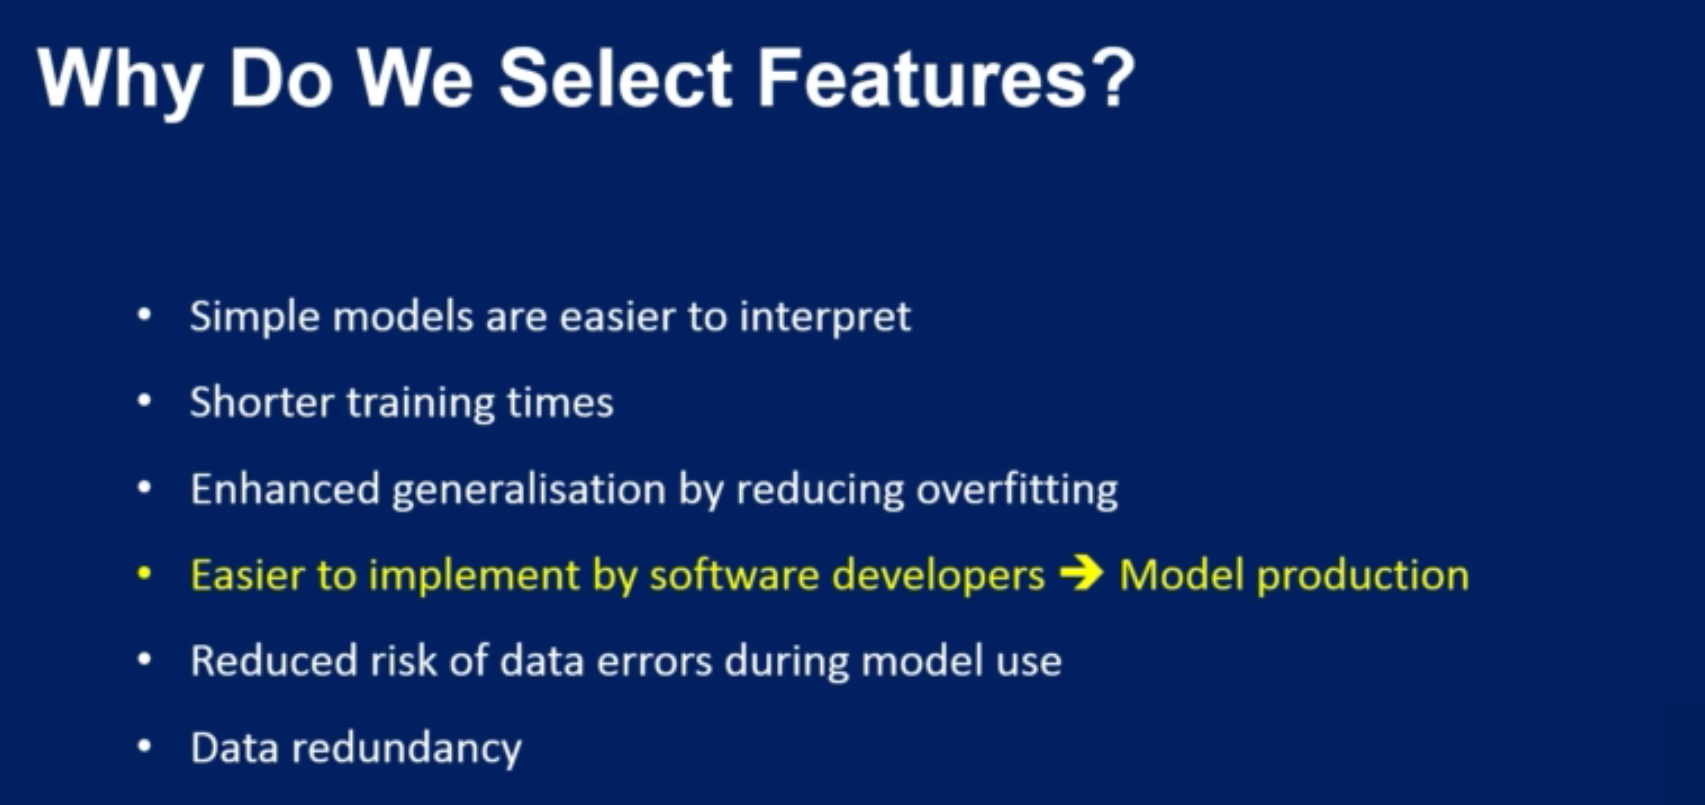 Why Do We Select Features?
• Simple models are easier to interpret
• Shorter training times
• Enhanced generalisation by reducing overfitting
• Easier to implement by software developers ➔ Model production
• Reduced risk of data errors during model use
• Data redundancy